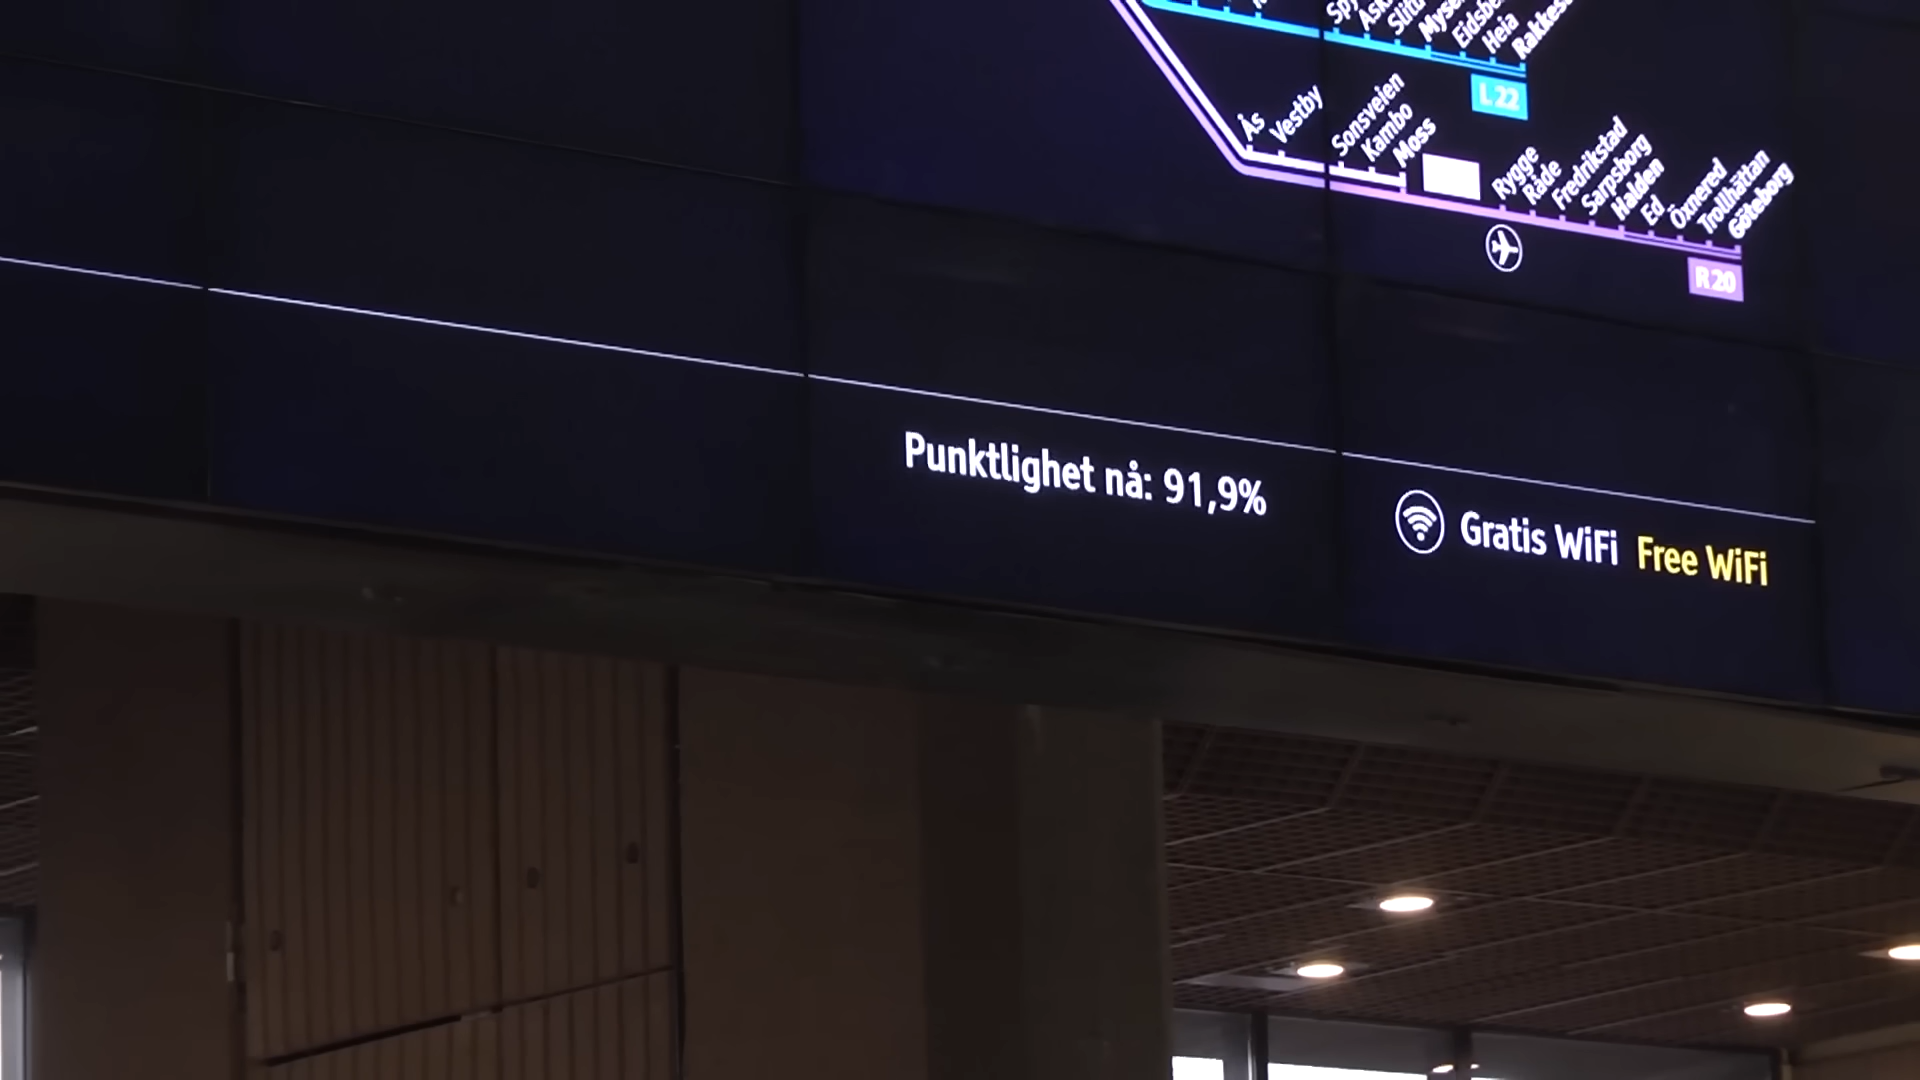 Heia
L22
Ås
Vestby
Sonsveien
Kambo
Moss
Rygge
Råde
Fredrikstad
Sarpsborg
Halden
Ed
Öxnered
Trollhättan
Göteborg
R20
Punktlighet nå: 91,9%
Gratis WiFi Free WiFi